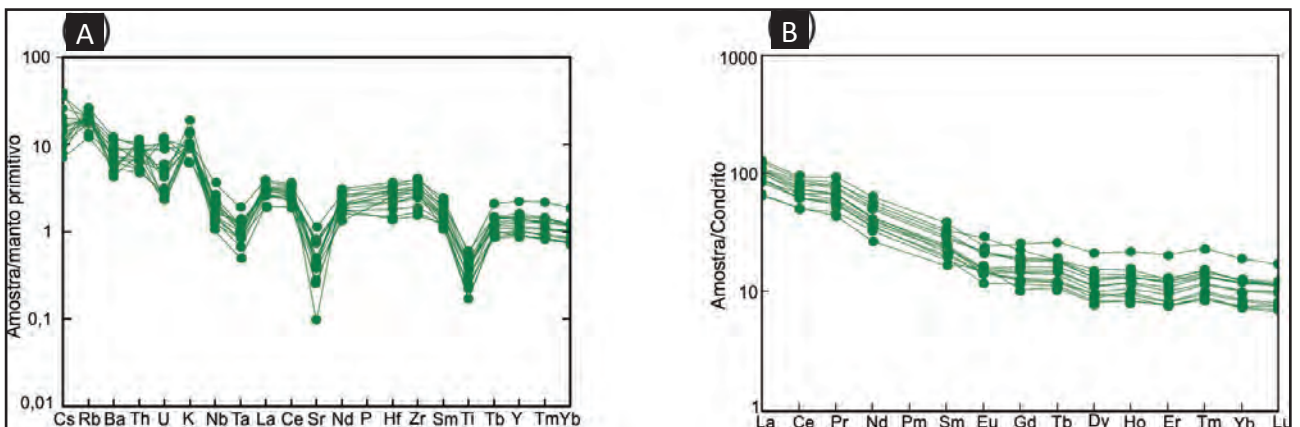 A
100
10
1
0,1
0,01
Amostra/manto primitivo
Cs Rb Ba Th U K Nb Ta La Ce Sr Nd P Hf Zr Sm Ti Tb Y Tm Yb
B
1000
100
10
1
Amostra/Condrito
La Ce Pr Nd Pm Sm Eu Gd Tb Dy Ho Er Tm Yb Lu